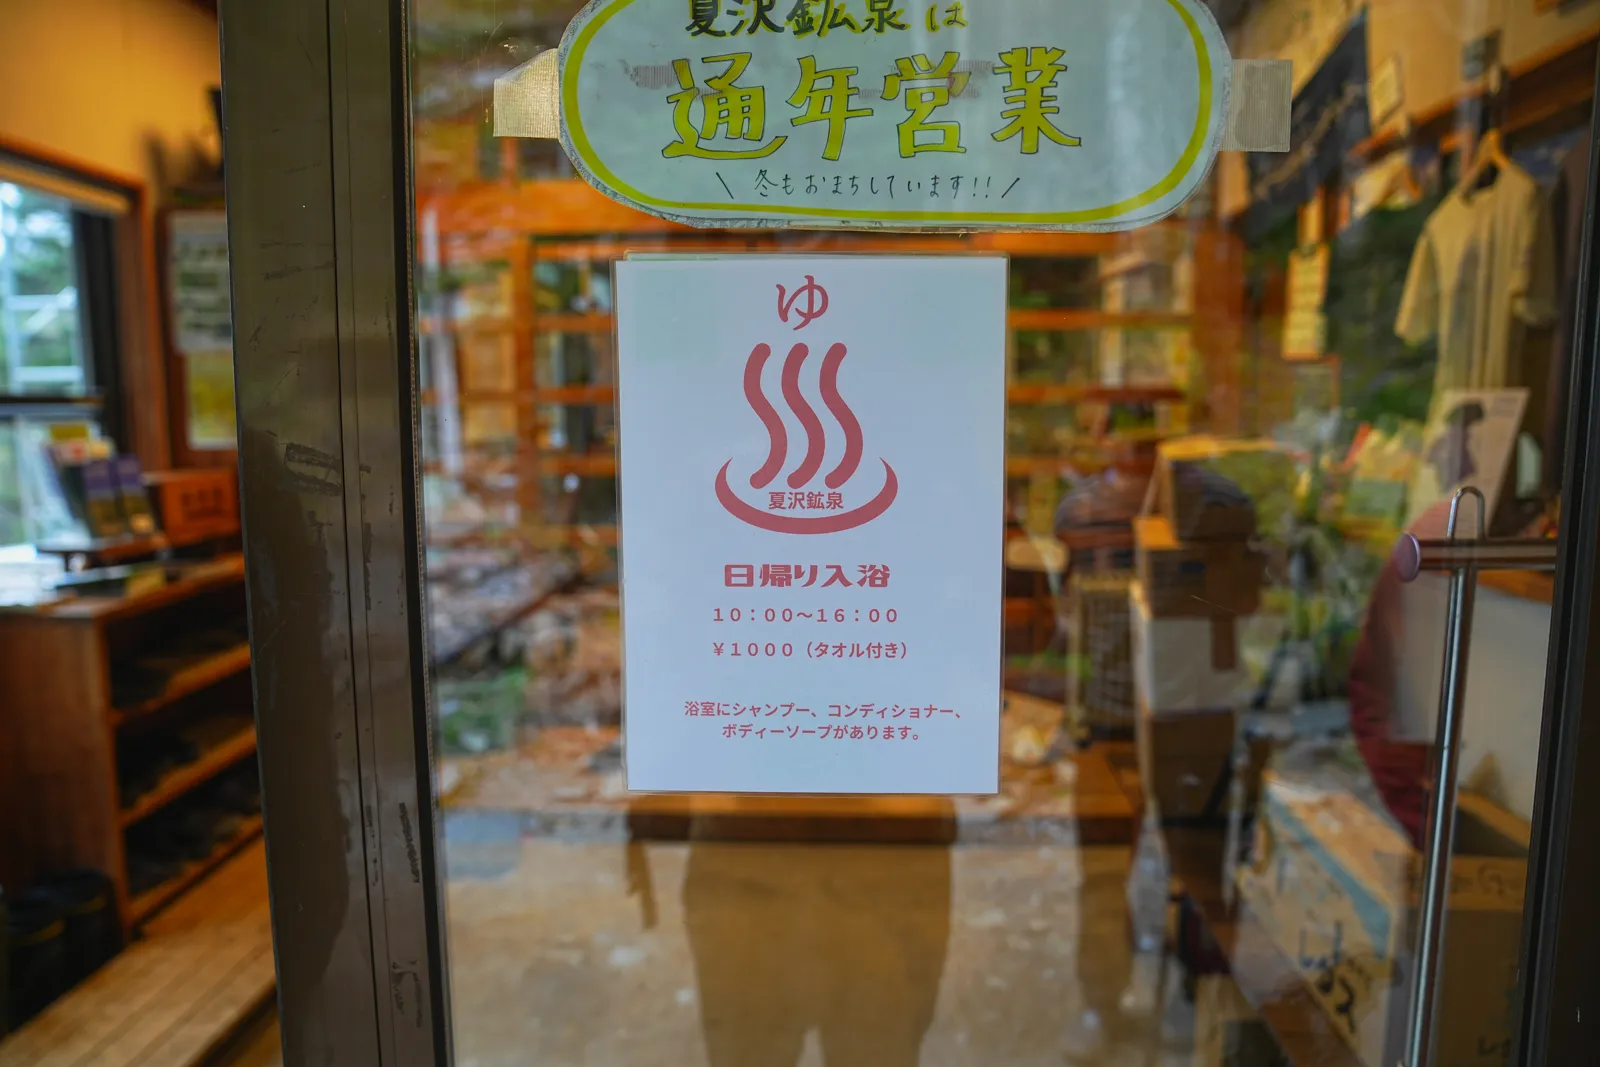 夏沢鉱泉は
通年営業
\ 冬もおまちしています!! /
ゆ
夏沢鉱泉
日帰り入浴
10：00～16：00
￥1000（タオル付き）
浴室にシャンプー、コンディショナー、
ボディーソープがあります。